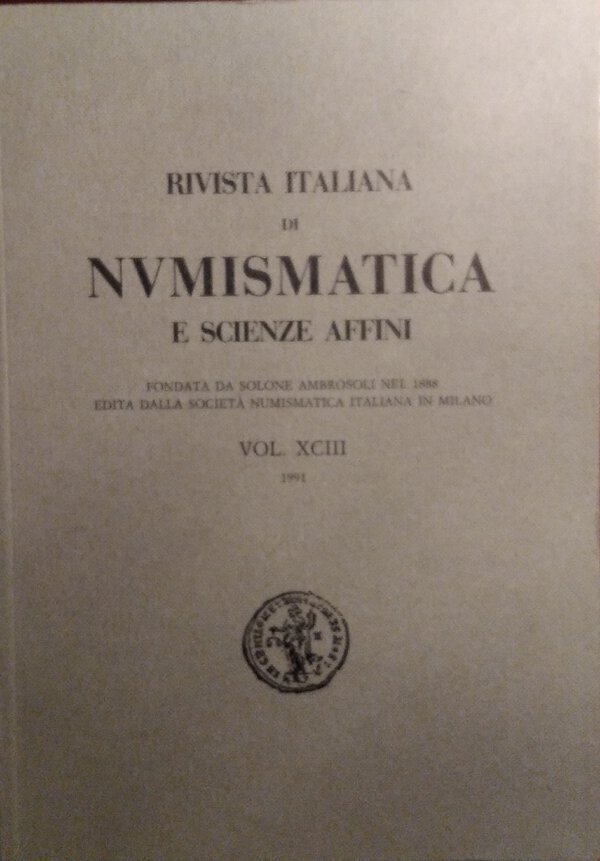 RIVISTA ITALIANA
DI
NVMISMATICA
E SCIENZE AFFINI
FONDATA DA SOLONE AMBROSOLI NEL 1888
EDITA DALLA SOCIETÀ NUMISMATICA ITALIANA IN MILANO
VOL. XCIII
1991